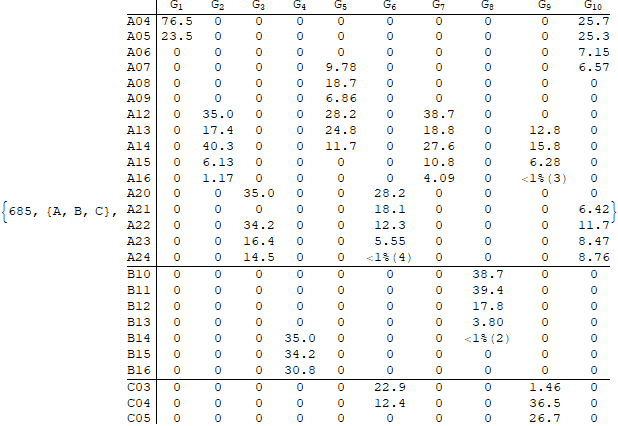 G₁ G₂ G₃ G₄ G₅ G₆ G₇ G₈ G₉ G₁₀
A04 76.5 0 0 0 0 0 0 0 0 25.7
A05 23.5 0 0 0 0 0 0 0 0 25.3
A06 0 0 0 0 0 0 0 0 0 7.15
A07 0 0 0 0 9.78 0 0 0 0 6.57
A08 0 0 0 0 18.7 0 0 0 0 0
A09 0 0 0 0 6.86 0 0 0 0 0
A12 0 35.0 0 0 28.2 0 38.7 0 0 0
A13 0 17.4 0 0 24.8 0 18.8 0 12.8 0
A14 0 40.3 0 0 11.7 0 27.6 0 15.8 0
A15 0 6.13 0 0 0 0 10.8 0 6.28 0
A16 0 1.17 0 0 0 0 4.09 0 <1%(3) 0
A20 0 0 35.0 0 0 28.2 0 0 0 0
{685, {A, B, C}, A21 0 0 0 0 0 18.1 0 0 0 6.42}
A22 0 0 34.2 0 0 12.3 0 0 0 11.7
A23 0 0 16.4 0 0 5.55 0 0 0 8.47
A24 0 0 14.5 0 0 <1%(4) 0 0 0 8.76
B10 0 0 0 0 0 0 0 38.7 0 0
B11 0 0 0 0 0 0 0 39.4 0 0
B12 0 0 0 0 0 0 0 17.8 0 0
B13 0 0 0 0 0 0 0 3.80 0 0
B14 0 0 0 35.0 0 0 0 <1%(2) 0 0
B15 0 0 0 34.2 0 0 0 0 0 0
B16 0 0 0 30.8 0 0 0 0 0 0
C03 0 0 0 0 0 22.9 0 0 1.46 0
C04 0 0 0 0 0 12.4 0 0 36.5 0
C05 0 0 0 0 0 0 0 0 26.7 0